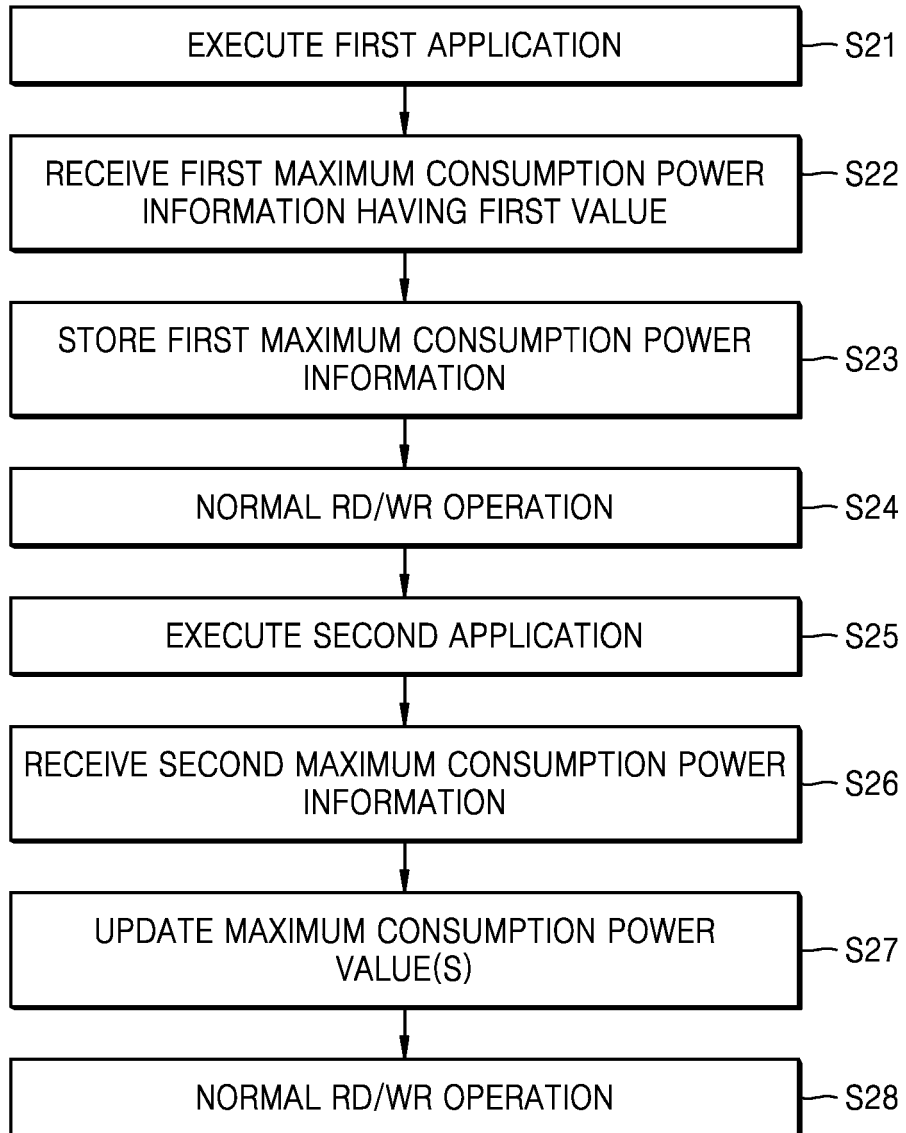 EXECUTE FIRST APPLICATION
S21
RECEIVE FIRST MAXIMUM CONSUMPTION POWER
INFORMATION HAVING FIRST VALUE
S22
STORE FIRST MAXIMUM CONSUMPTION POWER
INFORMATION
S23
NORMAL RD/WR OPERATION
S24
EXECUTE SECOND APPLICATION
S25
RECEIVE SECOND MAXIMUM CONSUMPTION POWER
INFORMATION
S26
UPDATE MAXIMUM CONSUMPTION POWER
VALUE(S)
S27
NORMAL RD/WR OPERATION
S28